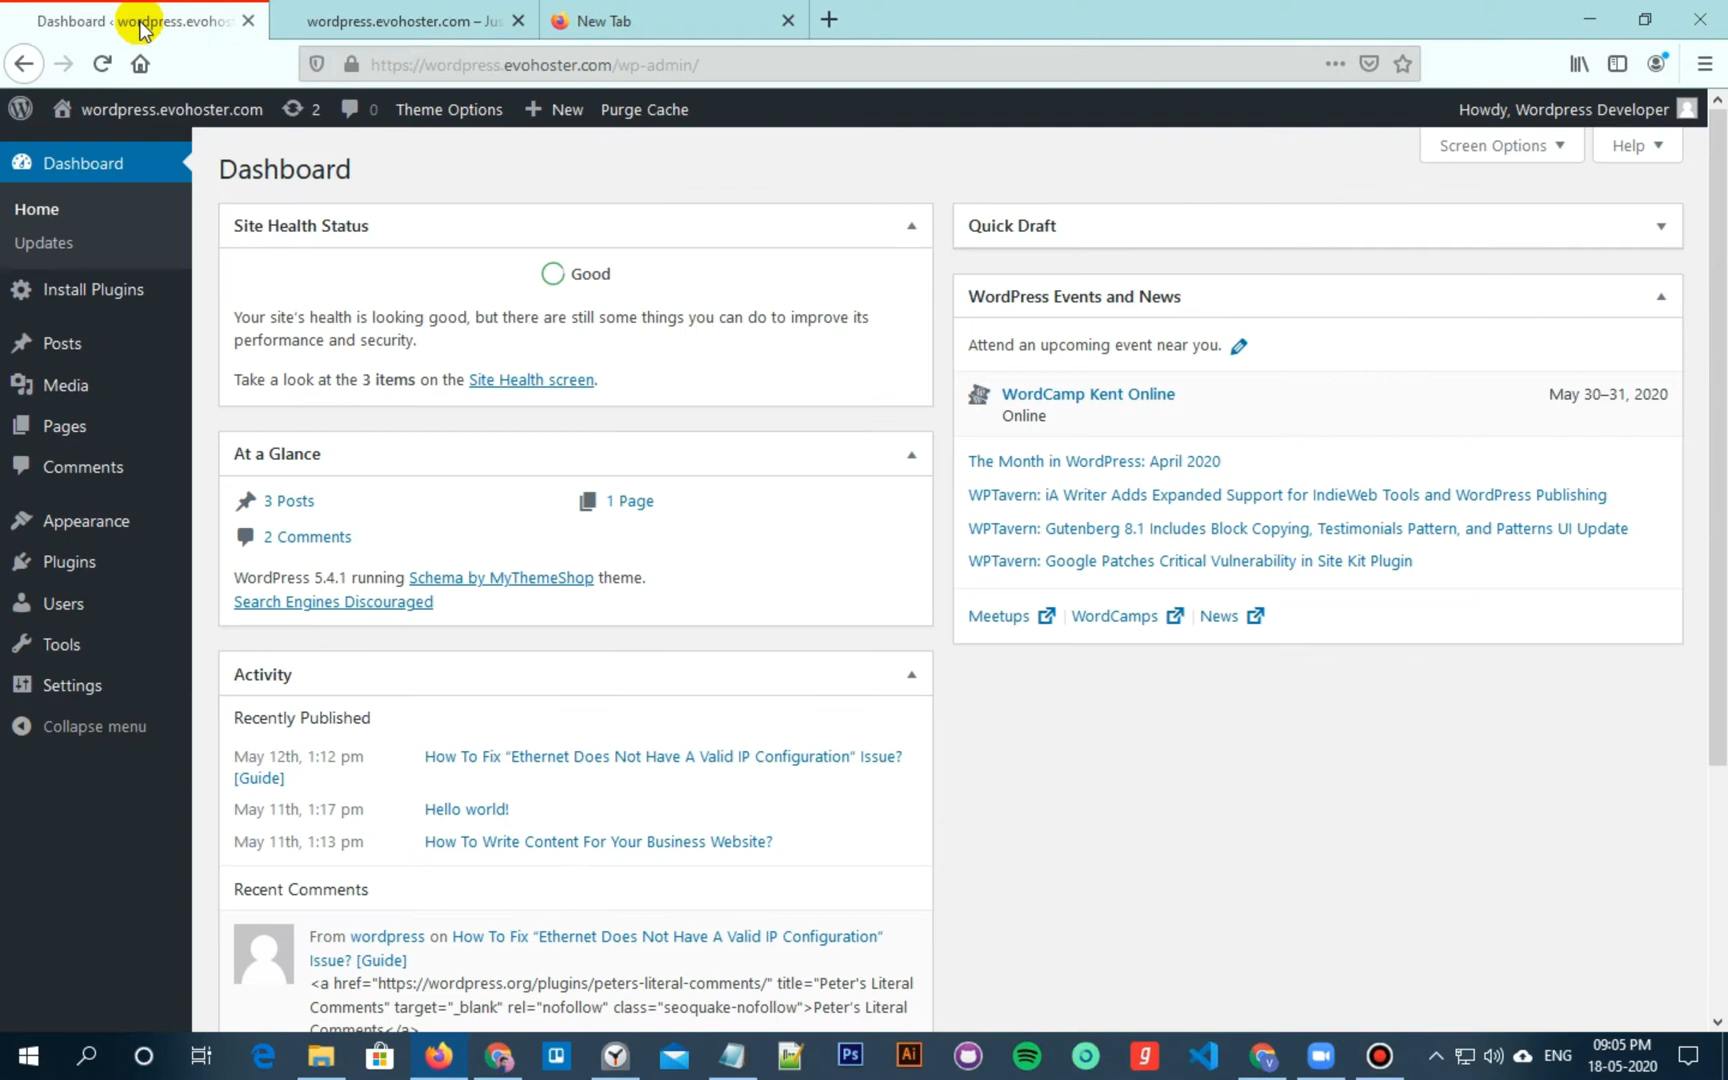 Dashboard ‹ wordpress.evohos
wordpress.evohoster.com – Jus
New Tab
https://wordpress.evohoster.com/wp-admin/
wordpress.evohoster.com
2
0
Theme Options
New
Purge Cache
Howdy, Wordpress Developer
Dashboard
Home
Updates
Install Plugins
Posts
Media
Pages
Comments
Appearance
Plugins
Users
Tools
Settings
Collapse menu
Screen Options
Help
Dashboard
Site Health Status
Good
Your site's health is looking good, but there are still some things you can do to improve its
performance and security.
Take a look at the 3 items on the Site Health screen.
At a Glance
3 Posts
1 Page
2 Comments
WordPress 5.4.1 running Schema by MyThemeShop theme.
Search Engines Discouraged
Activity
Recently Published
May 12th, 1:12 pm How To Fix “Ethernet Does Not Have A Valid IP Configuration” Issue?
[Guide]
May 11th, 1:17 pm Hello world!
May 11th, 1:13 pm How To Write Content For Your Business Website?
Recent Comments
From wordpress on How To Fix “Ethernet Does Not Have A Valid IP Configuration”
Issue? [Guide]
<a href="https://wordpress.org/plugins/peters-literal-comments/" title="Peter's Literal
Comments" target="_blank" rel="nofollow" class="seoquake-nofollow">Peter's Literal
Comments</a>
Quick Draft
WordPress Events and News
Attend an upcoming event near you.
WordCamp Kent Online May 30–31, 2020
Online
The Month in WordPress: April 2020
WPTavern: iA Writer Adds Expanded Support for IndieWeb Tools and WordPress Publishing
WPTavern: Gutenberg 8.1 Includes Block Copying, Testimonials Pattern, and Patterns UI Update
WPTavern: Google Patches Critical Vulnerability in Site Kit Plugin
Meetups | WordCamps | News
Ps
Ai
g
V
ENG
09:05 PM
18-05-2020